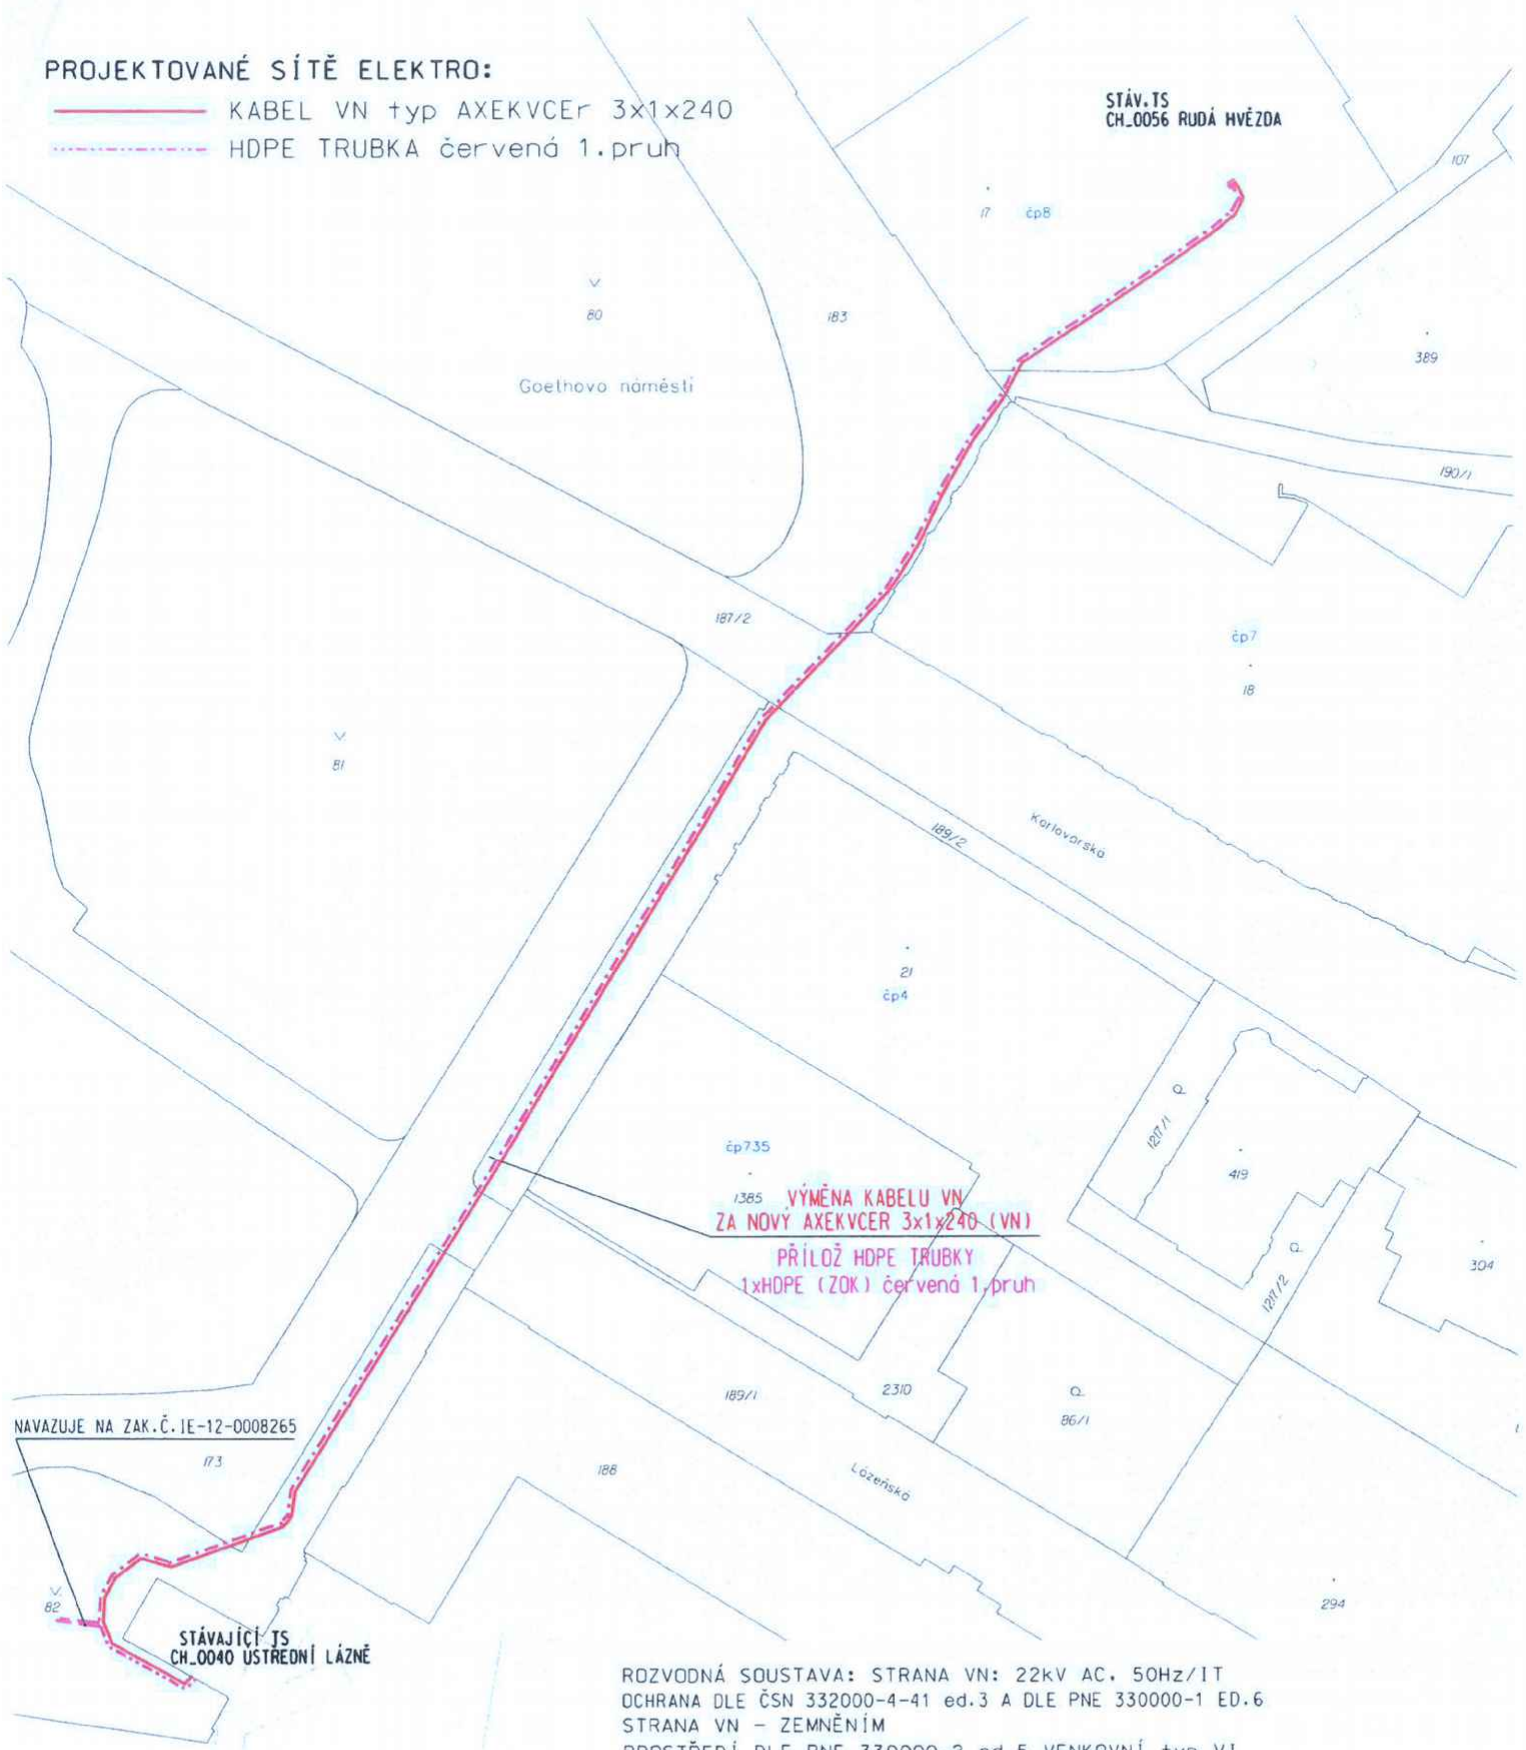 PROJEKTOVANÉ SÍTĚ ELEKTRO:
KABEL VN typ AXEKVCEr 3x1x240
HDPE TRUBKA červená 1.pruh
STÁV.TS
CH_0056 RUDÁ HVĚZDA
107
17 čp8
80
183
389
Goethovo náměstí
190/1
187/2
čp7
18
81
189/2
Karlovarská
21
čp4
1217/1
čp735
419
1385
VÝMĚNA KABELU VN
ZA NOVÝ AXEKVCER 3x1x240 (VN)
PŘÍLOŽ HDPE TRUBKY
1xHDPE (ZOK) červená 1.pruh
304
1217/2
189/1
2310
86/1
NAVAZUJE NA ZAK.Č.IE-12-0008265
173
188
Lázeňská
82
294
STÁVAJÍCÍ TS
CH_0040 USTREDNÍ LÁZNĚ
ROZVODNÁ SOUSTAVA: STRANA VN: 22kV AC, 50Hz/IT
OCHRANA DLE ČSN 332000-4-41 ed.3 A DLE PNE 330000-1 ED.6
STRANA VN - ZEMNĚNÍM